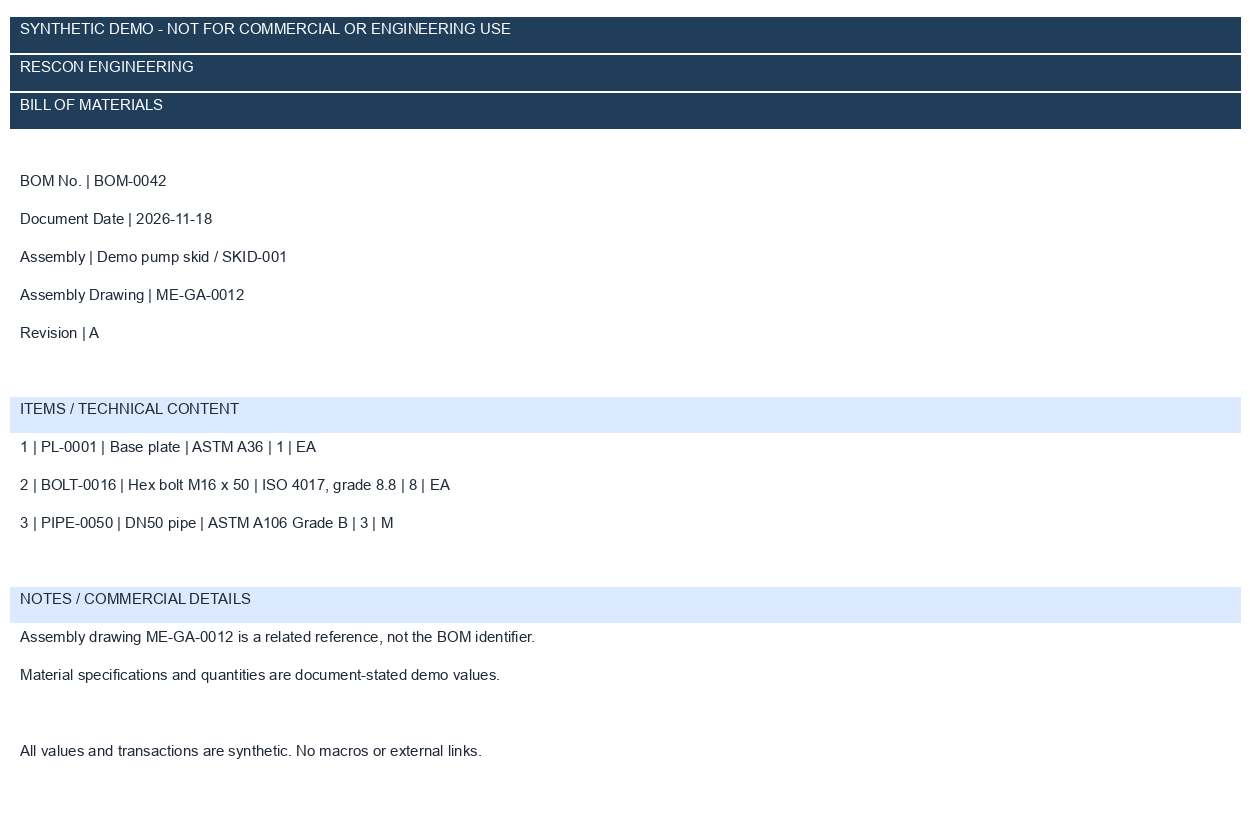 SYNTHETIC DEMO - NOT FOR COMMERCIAL OR ENGINEERING USE
RESCON ENGINEERING
BILL OF MATERIALS
BOM No. | BOM-0042
Document Date | 2026-11-18
Assembly | Demo pump skid / SKID-001
Assembly Drawing | ME-GA-0012
Revision | A
ITEMS / TECHNICAL CONTENT
1 | PL-0001 | Base plate | ASTM A36 | 1 | EA
2 | BOLT-0016 | Hex bolt M16 x 50 | ISO 4017, grade 8.8 | 8 | EA
3 | PIPE-0050 | DN50 pipe | ASTM A106 Grade B | 3 | M
NOTES / COMMERCIAL DETAILS
Assembly drawing ME-GA-0012 is a related reference, not the BOM identifier.
Material specifications and quantities are document-stated demo values.
All values and transactions are synthetic. No macros or external links.